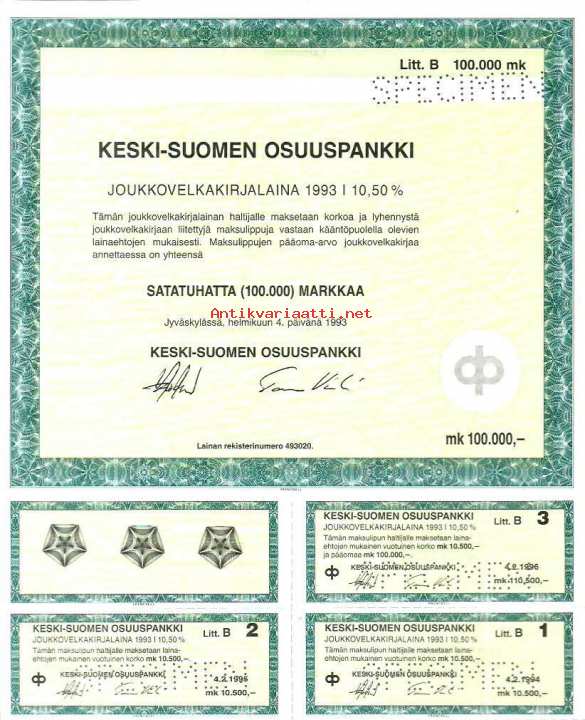 Litt. B 100.000 mk
SPECIMEN
KESKI-SUOMEN OSUUSPANKKI
JOUKKOVELKAKIRJALAINA 1993 I 10,50 %
Tämän joukkovelkakirjalainan haltijalle maksetaan korkoa ja lyhennystä
joukkovelkakirjaan liitettyjä maksulippuja vastaan kääntöpuolella olevien
lainaehtojen mukaisesti. Maksulippujen pääoma-arvo joukkovelkakirjaa
annettaessa on yhteensä
SATATUHATTA (100.000) MARKKAA
Antikvariaatti.net
Jyväskylässä, helmikuun 4. päivänä 1993
KESKI-SUOMEN OSUUSPANKKI
Lainan rekisterinumero 493020.
mk 100.000,–
KESKI-SUOMEN OSUUSPANKKI
JOUKKOVELKAKIRJALAINA 1993 I 10,50 %
Litt. B 3
Tämän maksulipun haltijalle maksetaan laina-
ehtojen mukainen vuotuinen korko mk 10.500,–
ja pääomaa mk 100.000,–
KESKI-SUOMEN OSUUSPANKKI
4.2.1996
mk 110.500,–
SPECIMEN
KESKI-SUOMEN OSUUSPANKKI
JOUKKOVELKAKIRJALAINA 1993 I 10,50 %
Litt. B 2
Tämän maksulipun haltijalle maksetaan laina-
ehtojen mukainen vuotuinen korko mk 10.500,–
KESKI-SUOMEN OSUUSPANKKI
4.2.1995
mk 10.500,–
SPECIMEN
KESKI-SUOMEN OSUUSPANKKI
JOUKKOVELKAKIRJALAINA 1993 I 10,50 %
Litt. B 1
Tämän maksulipun haltijalle maksetaan laina-
ehtojen mukainen vuotuinen korko mk 10.500,–
KESKI-SUOMEN OSUUSPANKKI
4.2.1994
mk 10.500,–
SPECIMEN